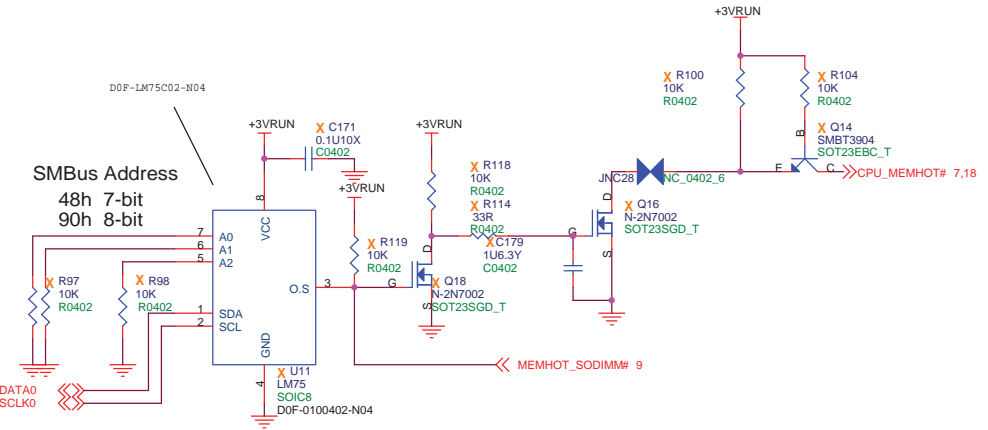 +3VRUN
X R100
10K
R0402
X R104
10K
R0402
B
X Q14
SMBT3904
SOT23EBC_T
E
C
CPU_MEMHOT# 7,18
D0F-LM75C02-N04
SMBus Address
48h 7-bit
90h 8-bit
+3VRUN
X C171
0.1U10X
C0402
+3VRUN
+3VRUN
X R118
10K
R0402
X R114
33R
R0402
X C179
1U6.3Y
C0402
JNC28
NC_0402_6
D
G
S
X Q16
N-2N7002
SOT23SGD_T
X R119
10K
R0402
D
G
S
X Q18
N-2N7002
SOT23SGD_T
8
VCC
7
A0
6
A1
5
A2
O.S
3
1
SDA
2
SCL
GND
4
X R97
10K
R0402
X R98
10K
R0402
X U11
LM75
SOIC8
D0F-0100402-N04
MEMHOT_SODIMM# 9
DATA0
SCLK0